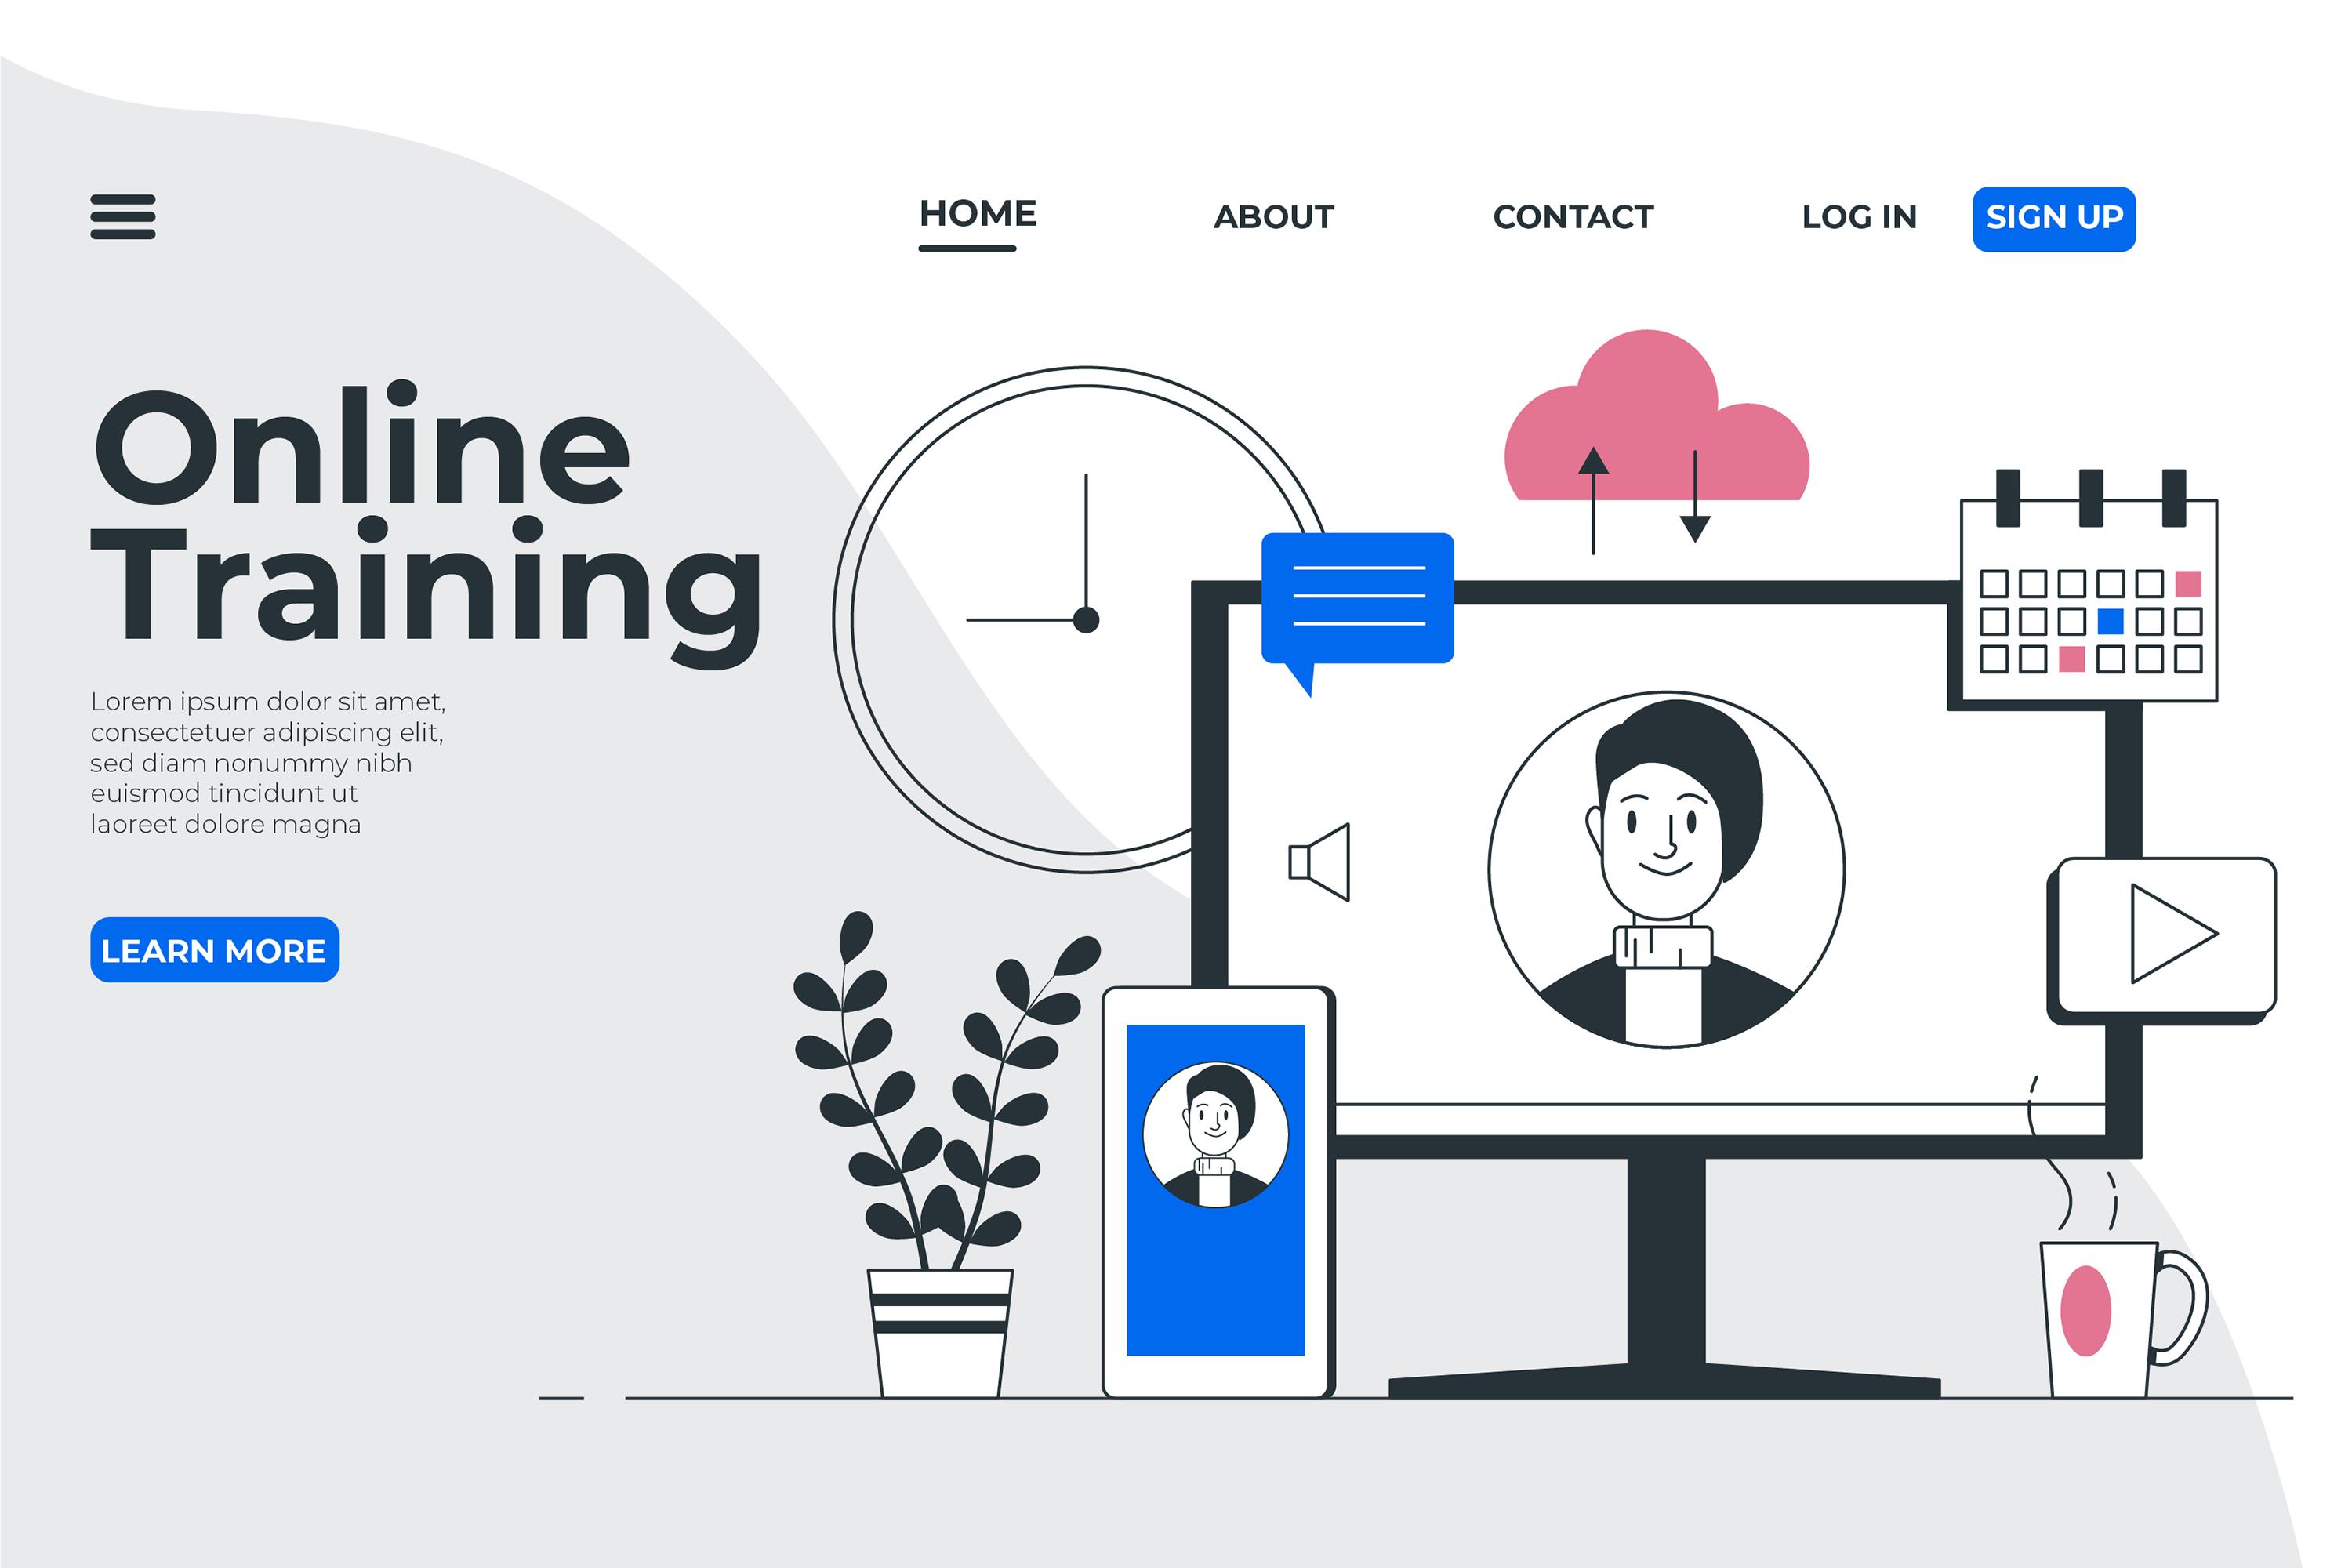 HOME ABOUT CONTACT LOG IN SIGN UP
Online
Training
Lorem ipsum dolor sit amet,
consectetuer adipiscing elit,
sed diam nonummy nibh
euismod tincidunt ut
laoreet dolore magna
LEARN MORE